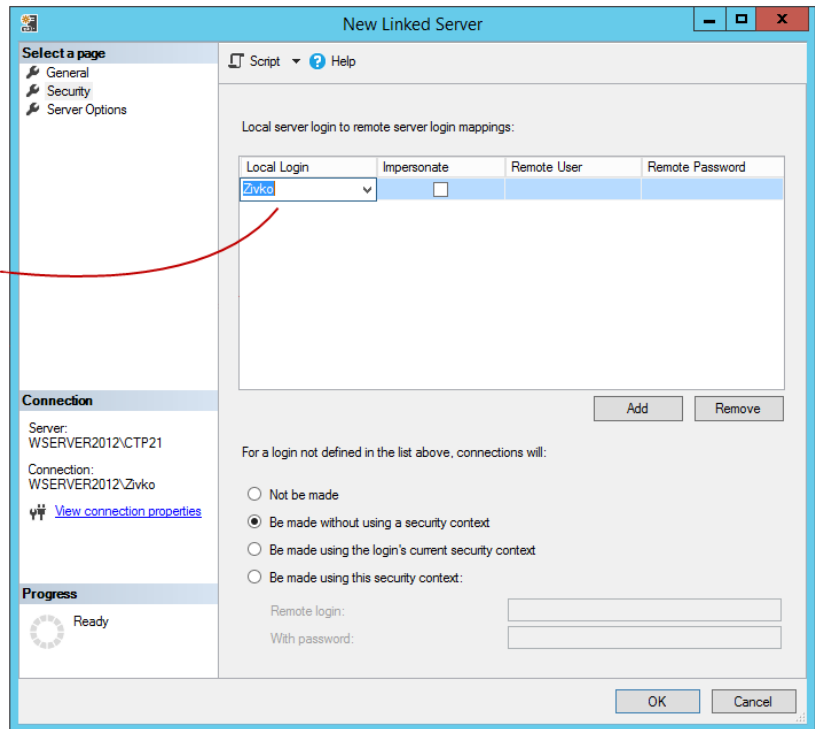 New Linked Server
Select a page
General
Security
Server Options
Script
Help
Local server login to remote server login mappings:
Local Login Impersonate Remote User Remote Password
Zivko
Add Remove
Connection
Server:
WSERVER2012\CTP21
Connection:
WSERVER2012\Zivko
View connection properties
For a login not defined in the list above, connections will:
Not be made
Be made without using a security context
Be made using the login's current security context
Be made using this security context:
Remote login:
With password:
Progress
Ready
OK Cancel